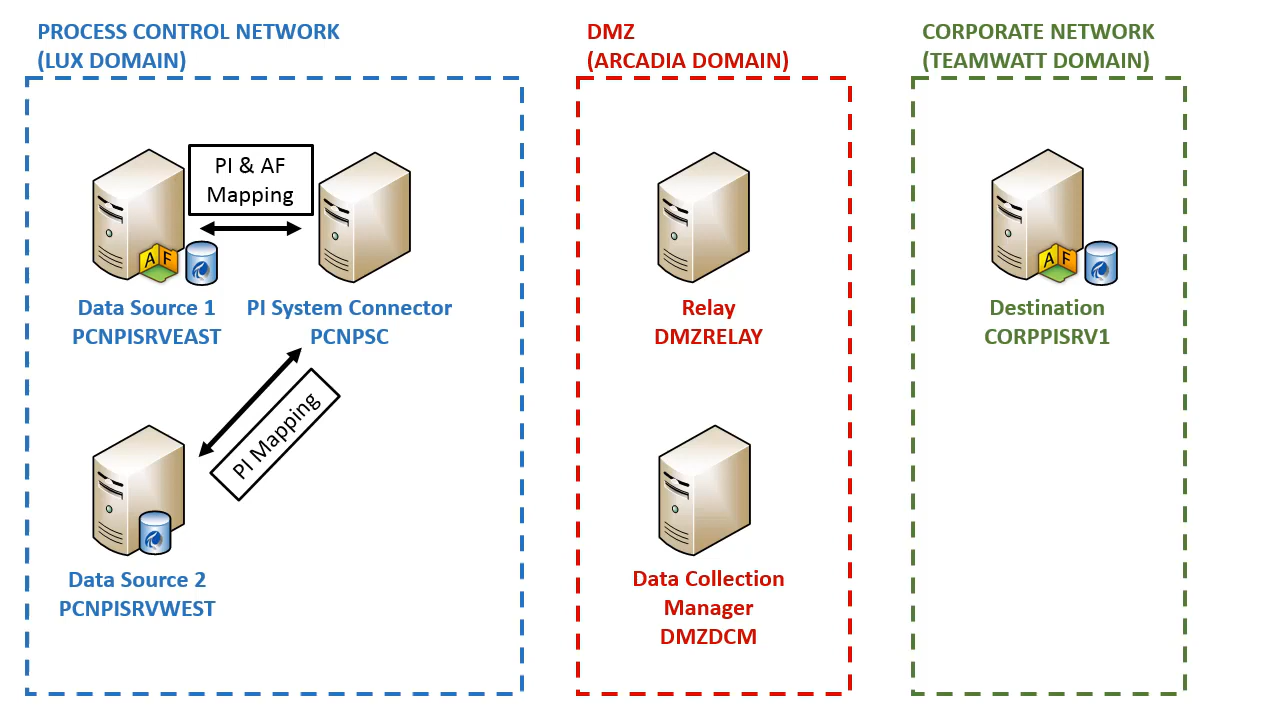 PROCESS CONTROL NETWORK
(LUX DOMAIN)
DMZ
(ARCADIA DOMAIN)
CORPORATE NETWORK
(TEAMWATT DOMAIN)
PI & AF
Mapping
A F
A F
Data Source 1
PCNPISRVEAST
PI System Connector
PCNPSC
Relay
DMZRELAY
Destination
CORPPISRV1
PI Mapping
Data Source 2
PCNPISRVWEST
Data Collection
Manager
DMZDCM